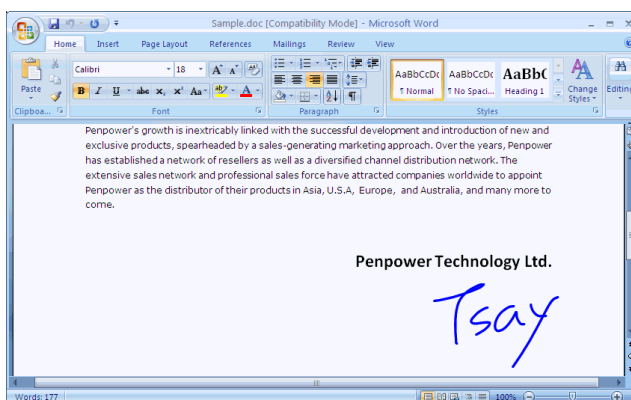 Sample.doc [Compatibility Mode] - Microsoft Word
Home Insert Page Layout References Mailings Review View
Paste
Calibri 18 A A
B I U abc x, x' Aa ab A
AaBbCcDc AaBbCcDc AaBbC
¶ Normal ¶ No Spaci... Heading 1
Change Styles
Editing
Clipboa... Font Paragraph Styles
Penpower's growth is inextricably linked with the successful development and introduction of new and
exclusive products, spearheaded by a sales-generating marketing approach. Over the years, Penpower
has established a network of resellers as well as a diversified channel distribution network. The
extensive sales network and professional sales force have attracted companies worldwide to appoint
Penpower as the distributor of their products in Asia, U.S.A, Europe, and Australia, and many more to
come.
Penpower Technology Ltd.
Tsay
Words: 177 100%